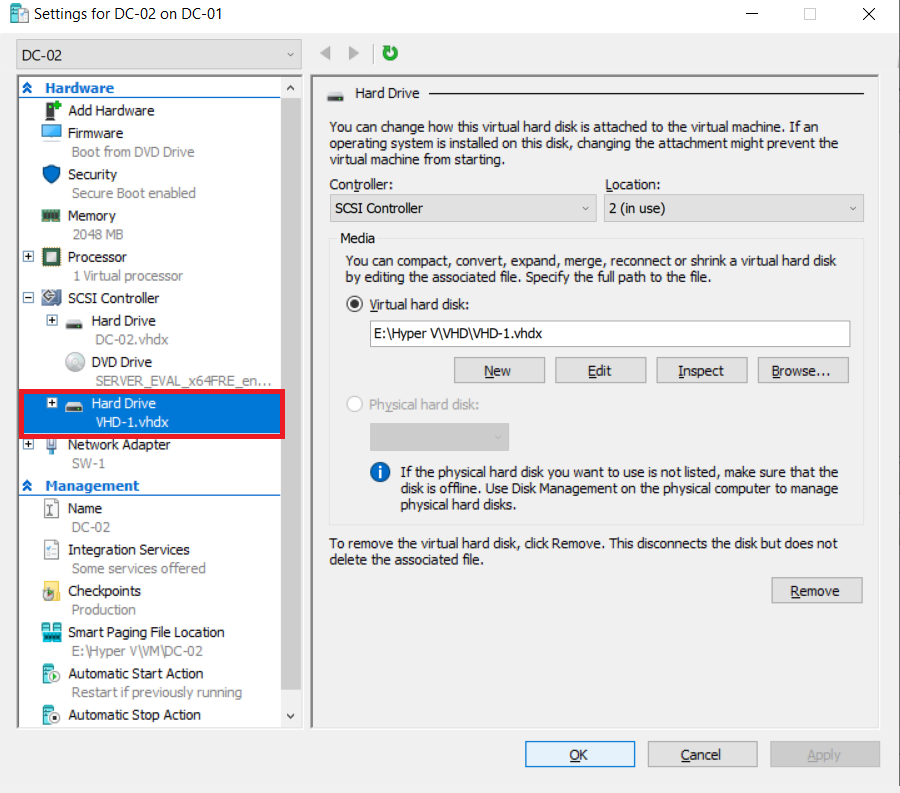 Settings for DC-02 on DC-01
DC-02
Hardware
Add Hardware
Firmware
Boot from DVD Drive
Security
Secure Boot enabled
Memory
2048 MB
Processor
1 Virtual processor
SCSI Controller
Hard Drive
DC-02.vhdx
DVD Drive
SERVER_EVAL_x64FRE_en...
Hard Drive
VHD-1.vhdx
Network Adapter
SW-1
Management
Name
DC-02
Integration Services
Some services offered
Checkpoints
Production
Smart Paging File Location
E:\Hyper V\VM\DC-02
Automatic Start Action
Restart if previously running
Automatic Stop Action
Hard Drive
You can change how this virtual hard disk is attached to the virtual machine. If an
operating system is installed on this disk, changing the attachment might prevent the
virtual machine from starting.
Controller:
Location:
SCSI Controller
2 (in use)
Media
You can compact, convert, expand, merge, reconnect or shrink a virtual hard disk
by editing the associated file. Specify the full path to the file.
Virtual hard disk:
E:\Hyper V\VHD\VHD-1.vhdx
New
Edit
Inspect
Browse...
Physical hard disk:
If the physical hard disk you want to use is not listed, make sure that the
disk is offline. Use Disk Management on the physical computer to manage
physical hard disks.
To remove the virtual hard disk, click Remove. This disconnects the disk but does not
delete the associated file.
Remove
OK
Cancel
Apply